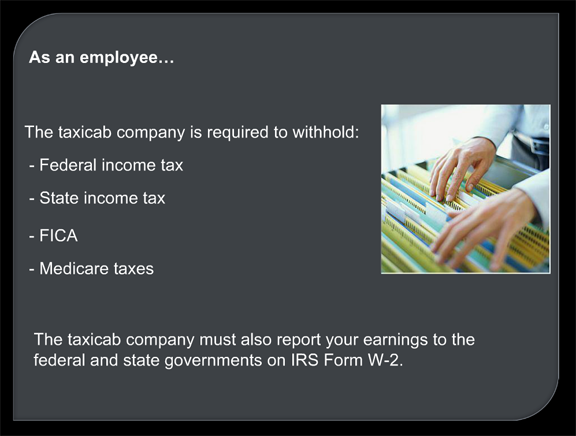 As an employee…
The taxicab company is required to withhold:
- Federal income tax
- State income tax
- FICA
- Medicare taxes
The taxicab company must also report your earnings to the
federal and state governments on IRS Form W-2.